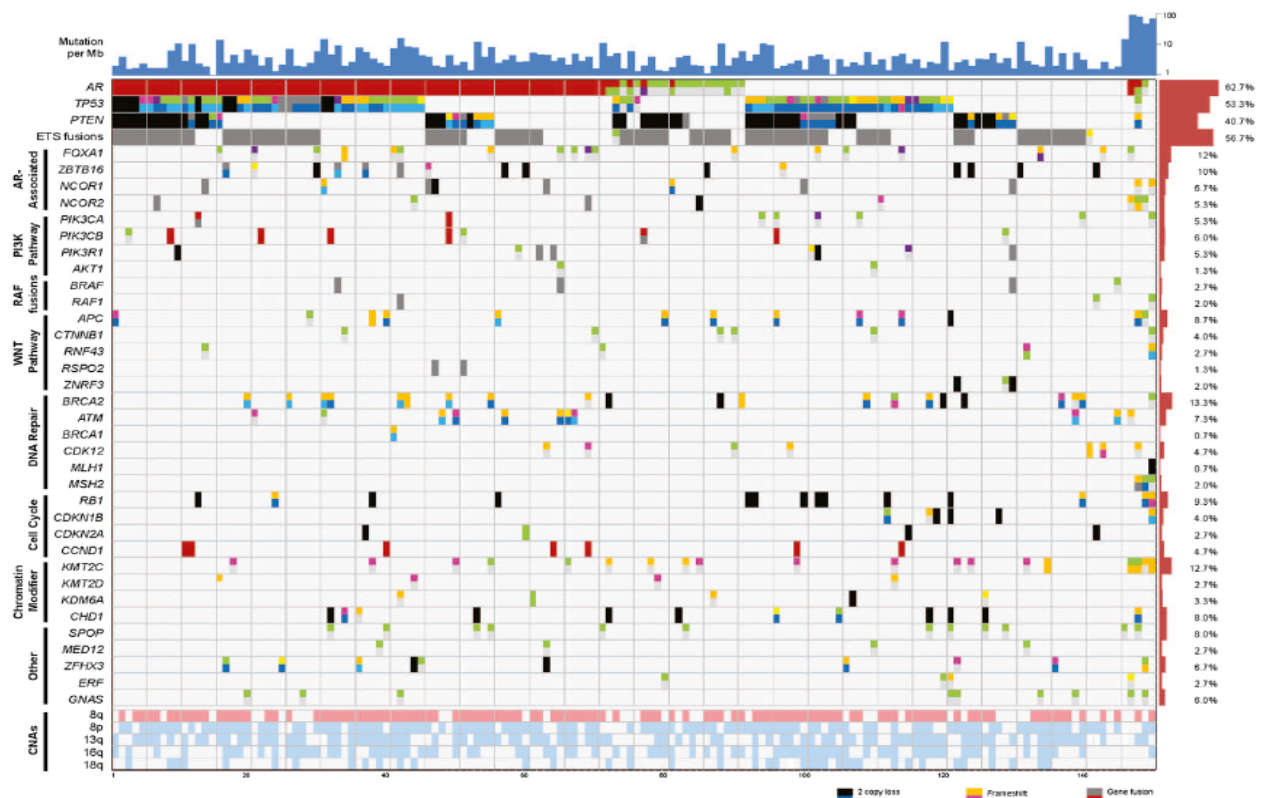 Mutation per Mb
100
10
1
AR 62.7%
TP53 53.3%
PTEN 40.7%
ETS fusions 56.7%
AR-Associated
FOXA1 12%
ZBTB16 10%
NCOR1 6.7%
NCOR2 5.3%
PI3K Pathway
PIK3CA 5.3%
PIK3CB 6.0%
PIK3R1 5.3%
AKT1 1.3%
RAF fusions
BRAF 2.7%
RAF1 2.0%
WNT Pathway
APC 8.7%
CTNNB1 4.0%
RNF43 2.7%
RSPO2 1.3%
ZNRF3 2.0%
DNA Repair
BRCA2 13.3%
ATM 7.3%
BRCA1 0.7%
CDK12 4.7%
MLH1 0.7%
MSH2 2.0%
Cell Cycle
RB1 9.3%
CDKN1B 4.0%
CDKN2A 2.7%
CCND1 4.7%
Chromatin Modifier
KMT2C 12.7%
KMT2D 2.7%
KDM6A 3.3%
CHD1 8.0%
Other
SPOP 8.0%
MED12 2.7%
ZFHX3 6.7%
ERF 2.7%
GNAS 6.0%
CNAs
8q
8p
13q
16q
18q
1 20 40 60 80 100 120 140
2 copy loss Frameshift Gene fusion